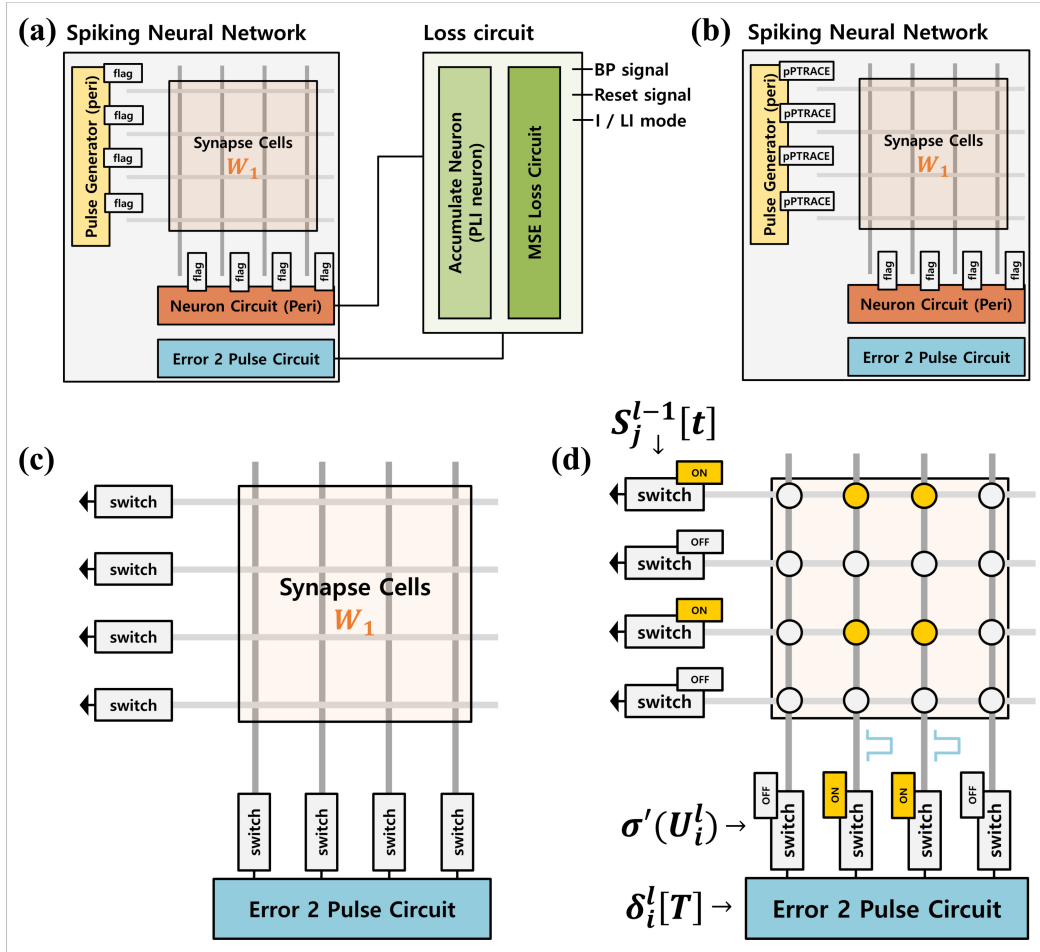 (a)
Spiking Neural Network
Pulse Generator (peri)
flag
flag
flag
flag
Synapse Cells
W₁
flag
flag
flag
flag
Neuron Circuit (Peri)
Error 2 Pulse Circuit
Loss circuit
Accumulate Neuron
(PLI neuron)
MSE Loss Circuit
BP signal
Reset signal
I / LI mode
(b)
Spiking Neural Network
Pulse Generator (peri)
pPTRACE
pPTRACE
pPTRACE
pPTRACE
Synapse Cells
W₁
flag
flag
flag
flag
Neuron Circuit (Peri)
Error 2 Pulse Circuit
(c)
switch
switch
switch
switch
Synapse Cells
W₁
switch
switch
switch
switch
Error 2 Pulse Circuit
(d)
S_j^{l-1}[t]
↓
ON
switch
OFF
switch
ON
switch
OFF
switch
σ'(U_i^l) →
OFF
switch
ON
switch
ON
switch
OFF
switch
δ_i^l[T] →
Error 2 Pulse Circuit